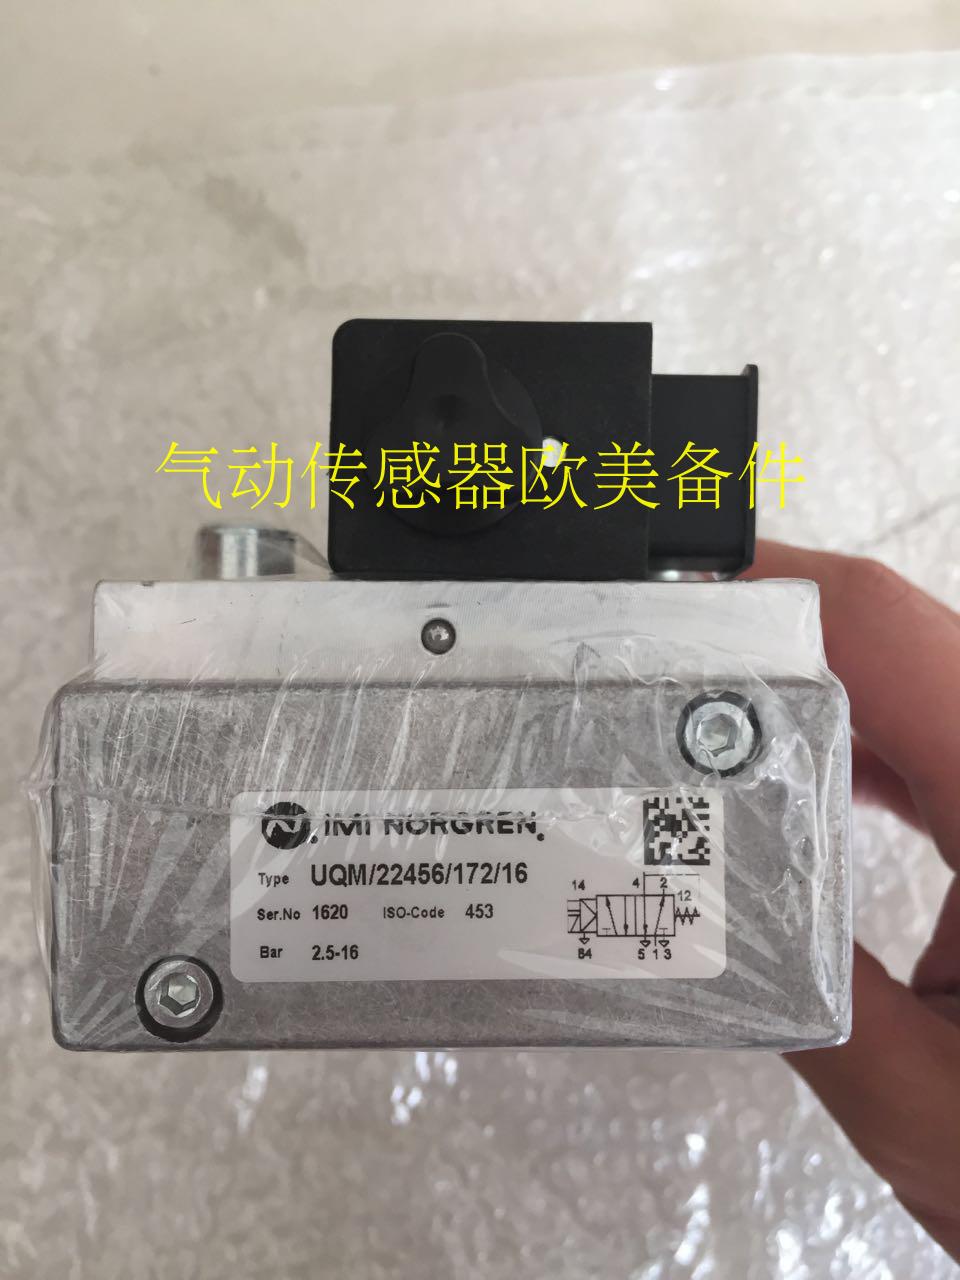 气动传感器欧美备件
IMI NORGREN
Type UQM/22456/172/16
Ser.No 1620 ISO-Code 453
Bar 2.5-16
14 4 2 12
84 5 1 3